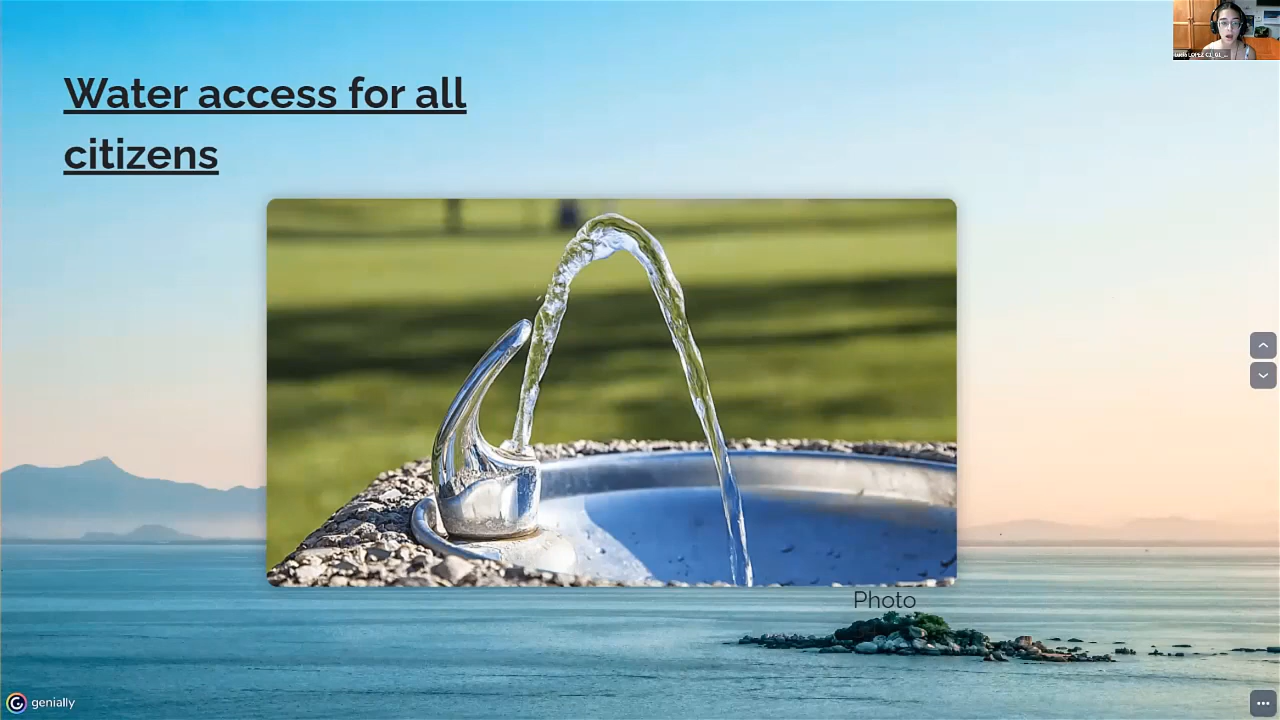 Water access for all
citizens
Photo
genially